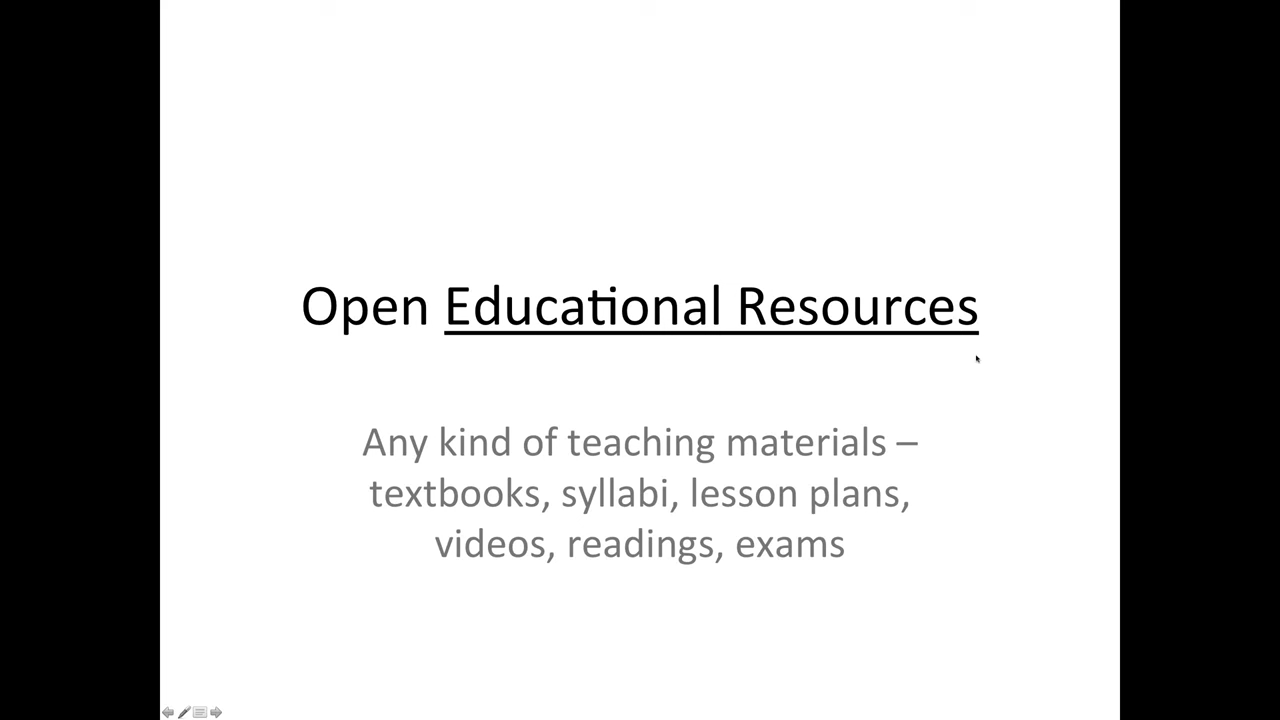 Open Educational Resources
Any kind of teaching materials –
textbooks, syllabi, lesson plans,
videos, readings, exams